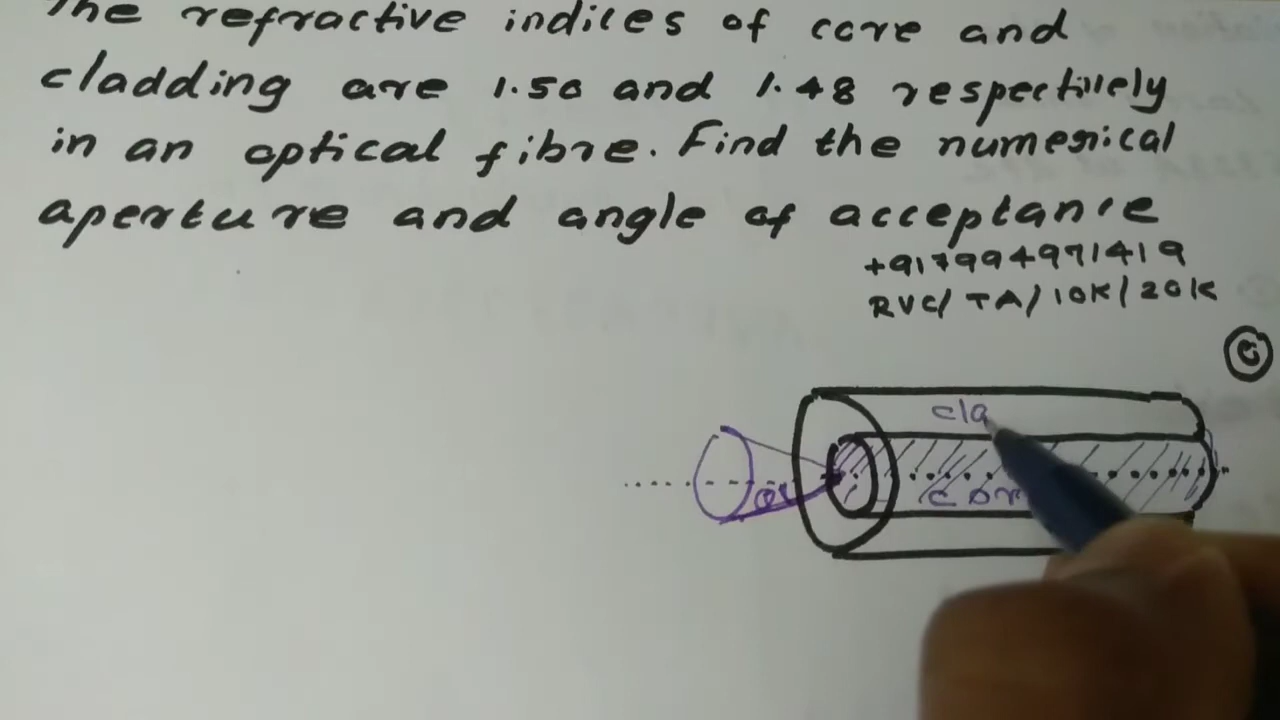 The refractive indices of core and
cladding are 1.50 and 1.48 respectively
in an optical fibre. Find the numerical
aperture and angle of acceptance
+917994971419
RVC/ TA/10K/20K
cla
cor